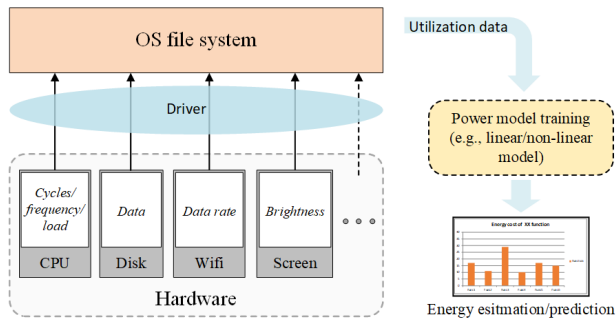 OS file system
Utilization data
Driver
Power model training
(e.g., linear/non-linear
model)
Cycles/
frequency/
load
Data
Data rate
Brightness
CPU
Disk
Wifi
Screen
Hardware
Energy cost of XX function
Energy esitmation/prediction